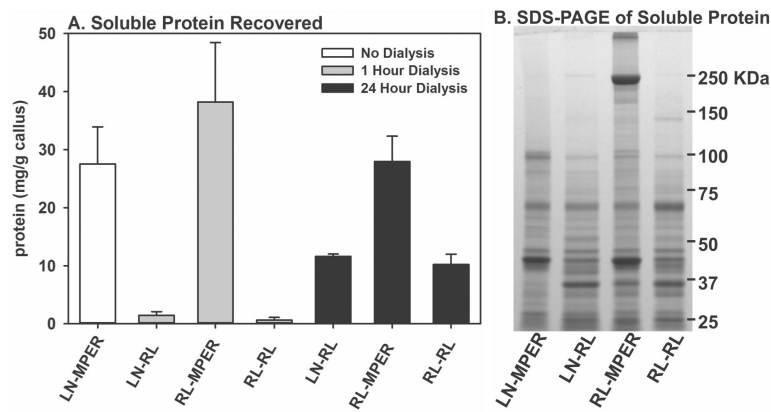 A. Soluble Protein Recovered
protein (mg/g callus)
50
40
30
20
10
0
No Dialysis
1 Hour Dialysis
24 Hour Dialysis
LN-MPER
LN-RL
RL-MPER
RL-RL
LN-RL
RL-MPER
RL-RL
B. SDS-PAGE of Soluble Protein
250 KDa
150
100
75
50
37
25
LN-MPER
LN-RL
RL-MPER
RL-RL